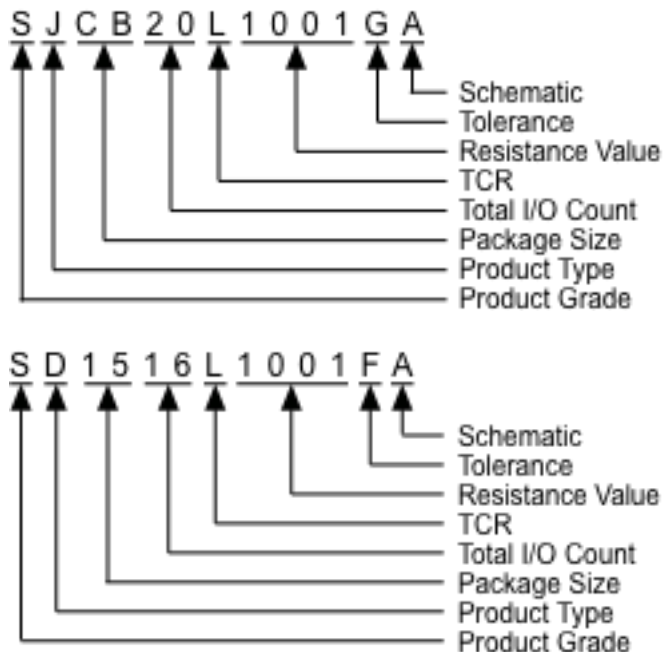 S J C B 2 0 L 1 0 0 1 G A
Schematic
Tolerance
Resistance Value
TCR
Total I/O Count
Package Size
Product Type
Product Grade
S D 1 5 1 6 L 1 0 0 1 F A
Schematic
Tolerance
Resistance Value
TCR
Total I/O Count
Package Size
Product Type
Product Grade